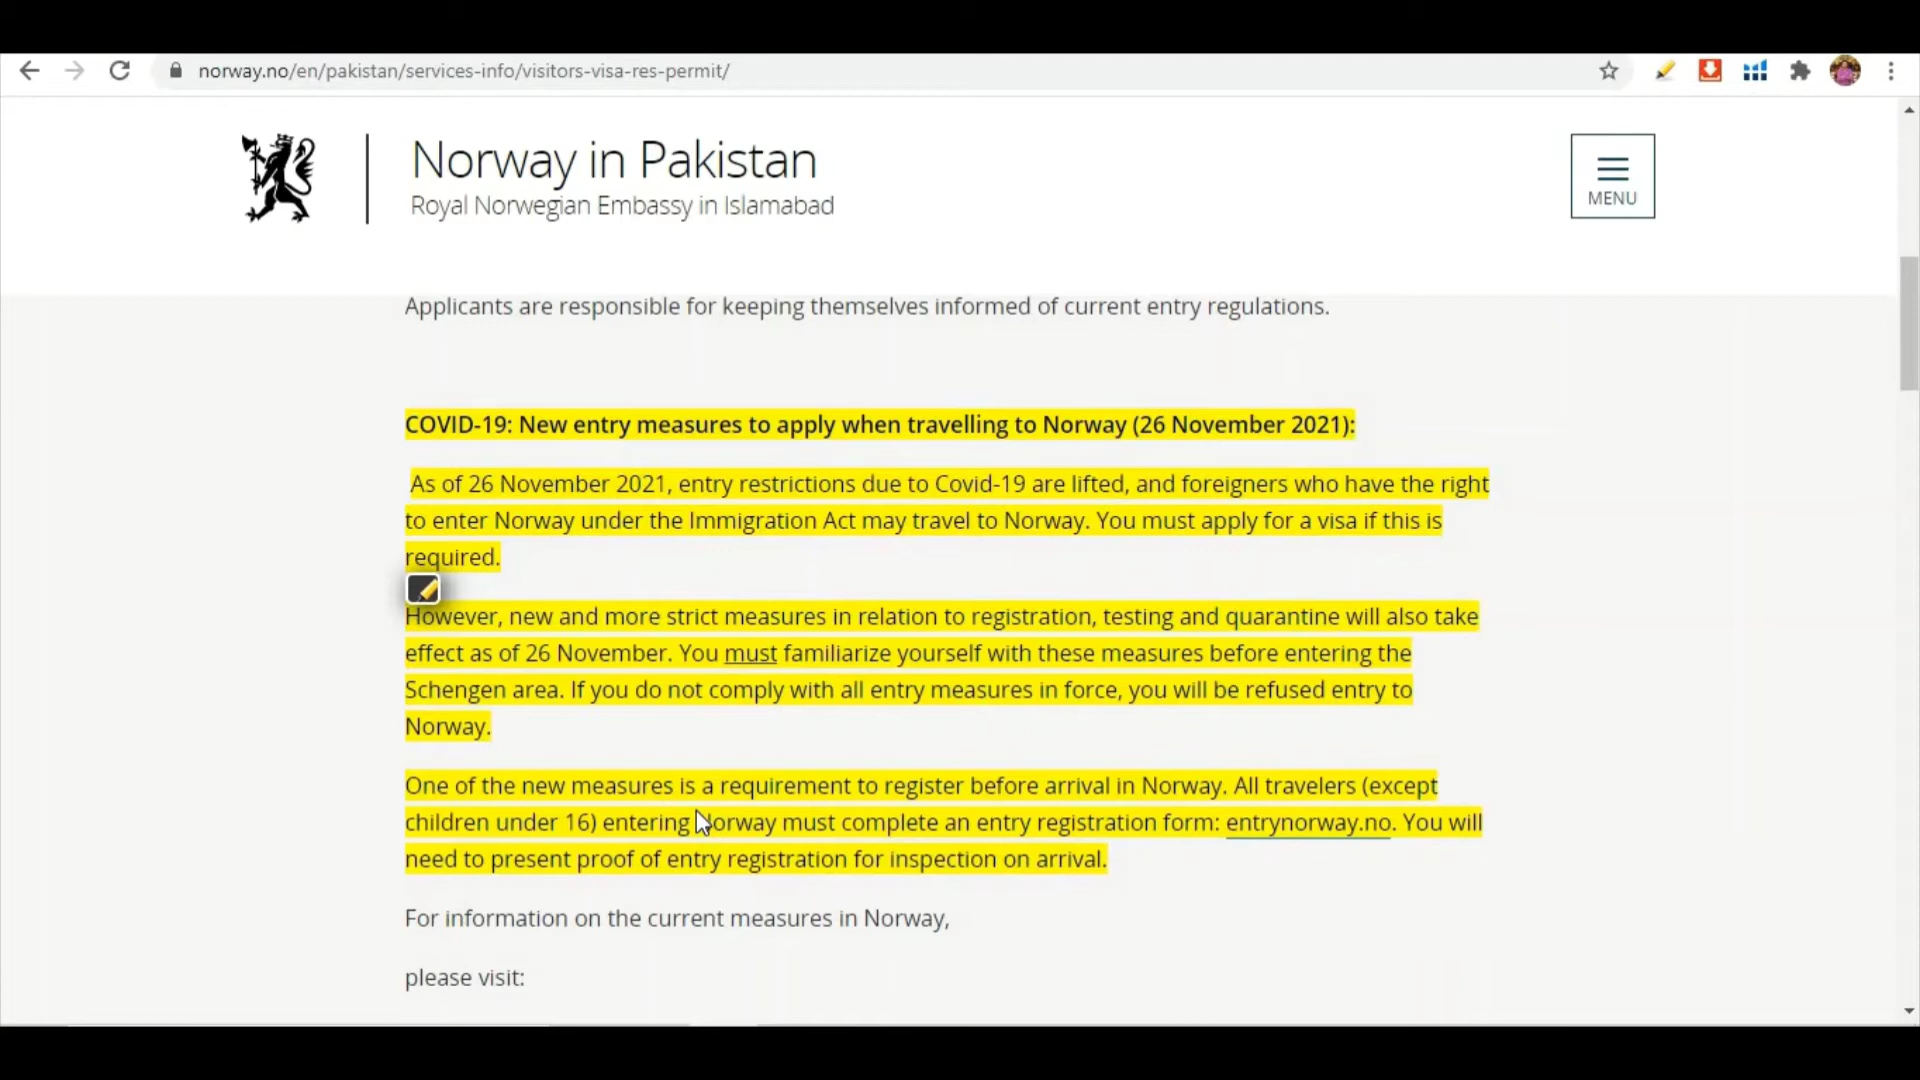 norway.no/en/pakistan/services-info/visitors-visa-res-permit/
Norway in Pakistan
Royal Norwegian Embassy in Islamabad
MENU
Applicants are responsible for keeping themselves informed of current entry regulations.
COVID-19: New entry measures to apply when travelling to Norway (26 November 2021):
As of 26 November 2021, entry restrictions due to Covid-19 are lifted, and foreigners who have the right
to enter Norway under the Immigration Act may travel to Norway. You must apply for a visa if this is
required.
However, new and more strict measures in relation to registration, testing and quarantine will also take
effect as of 26 November. You must familiarize yourself with these measures before entering the
Schengen area. If you do not comply with all entry measures in force, you will be refused entry to
Norway.
One of the new measures is a requirement to register before arrival in Norway. All travelers (except
children under 16) entering Norway must complete an entry registration form: entrynorway.no. You will
need to present proof of entry registration for inspection on arrival.
For information on the current measures in Norway,
please visit: